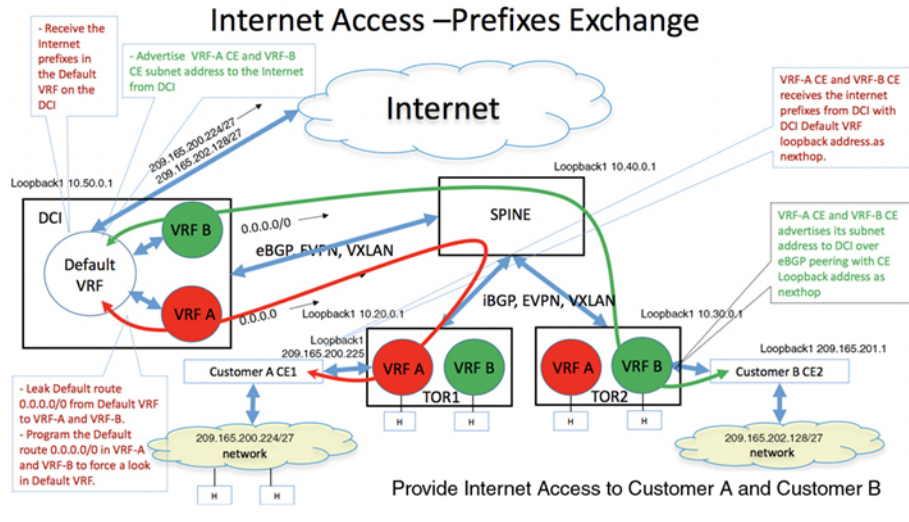 Internet Access –Prefixes Exchange
- Receive the
Internet
prefixes in
the Default
VRF on the
DCI
- Advertise VRF-A CE and VRF-B
CE subnet address to the Internet
from DCI
Internet
VRF-A CE and VRF-B CE
receives the internet
prefixes from DCI with
DCI Default VRF
loopback address.as
nexthop.
209.165.200.224/27
209.165.202.128/27
Loopback1 10.50.0.1
Loopback1 10.40.0.1
DCI
VRF B
Default
VRF
VRF A
0.0.0.0/0
eBGP, EVPN, VXLAN
0.0.0.0
SPINE
VRF-A CE and VRF-B CE
advertises its subnet
address to DCI over
eBGP peering with CE
Loopback address as
nexthop
iBGP, EVPN, VXLAN
Loopback1 10.20.0.1
Loopback1 10.30.0.1
Loopback1
209.165.200.225
Customer A CE1
VRF A
VRF B
TOR1
H
H
VRF A
VRF B
TOR2
H
H
Loopback1 209.165.201.1
Customer B CE2
- Leak Default route
0.0.0.0/0 from Default VRF
to VRF-A and VRF-B.
- Program the Default
route 0.0.0.0/0 in VRF-A
and VRF-B to force a look
in Default VRF.
209.165.200.224/27
network
H
H
209.165.202.128/27
network
Provide Internet Access to Customer A and Customer B